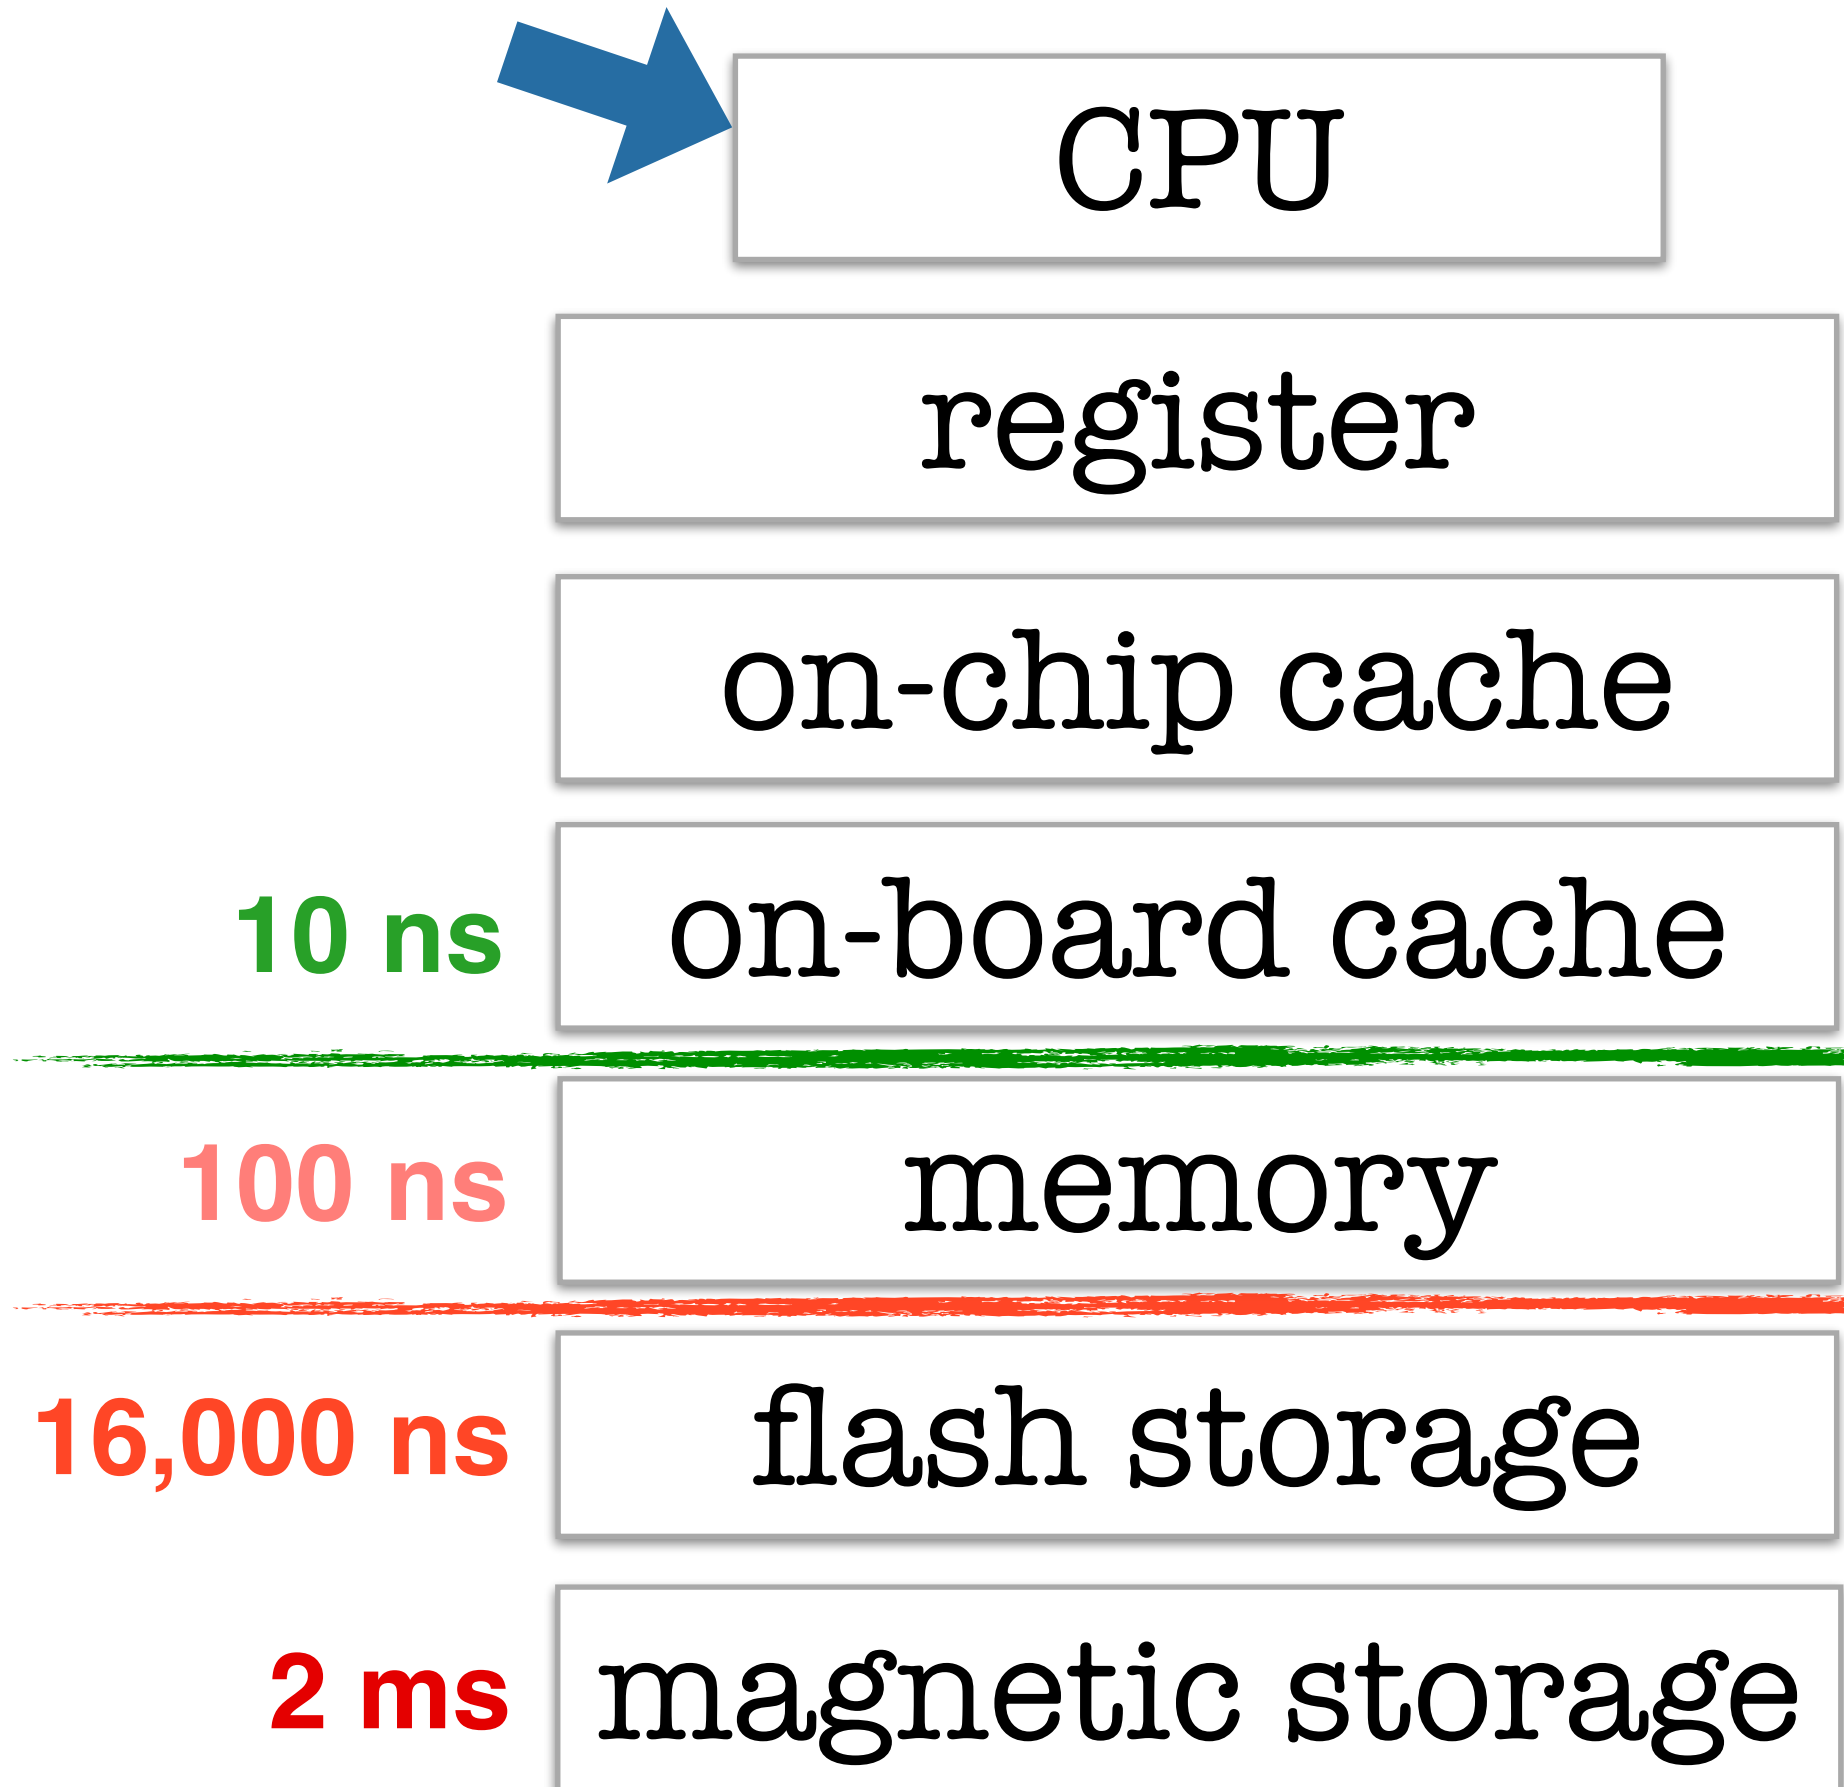 CPU
register
on-chip cache
10 ns on-board cache
100 ns memory
16,000 ns flash storage
2 ms magnetic storage